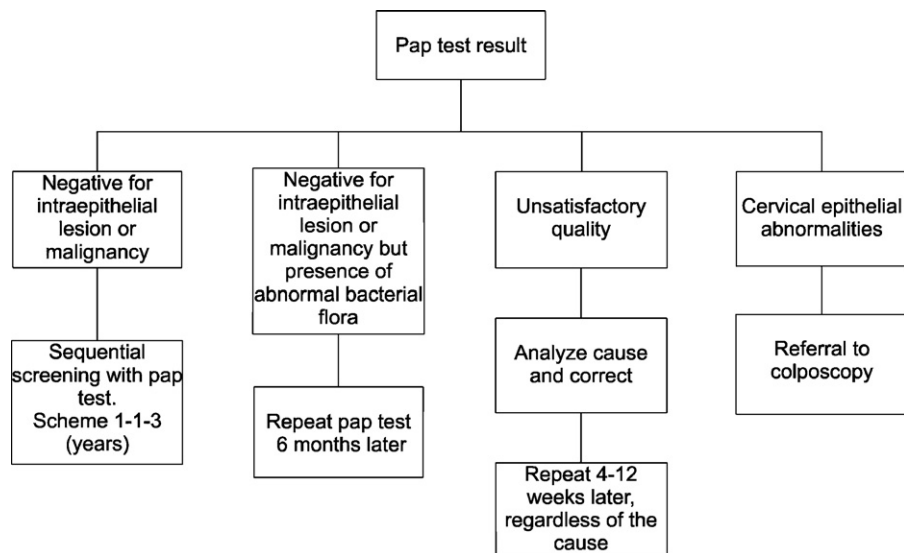 Pap test result
Negative for
intraepithelial
lesion or
malignancy
Sequential
screening with pap
test.
Scheme 1-1-3
(years)
Negative for
intraepithelial
lesion or
malignancy but
presence of
abnormal bacterial
flora
Repeat pap test
6 months later
Unsatisfactory
quality
Analyze cause
and correct
Repeat 4-12
weeks later,
regardless of the
cause
Cervical epithelial
abnormalities
Referral to
colposcopy